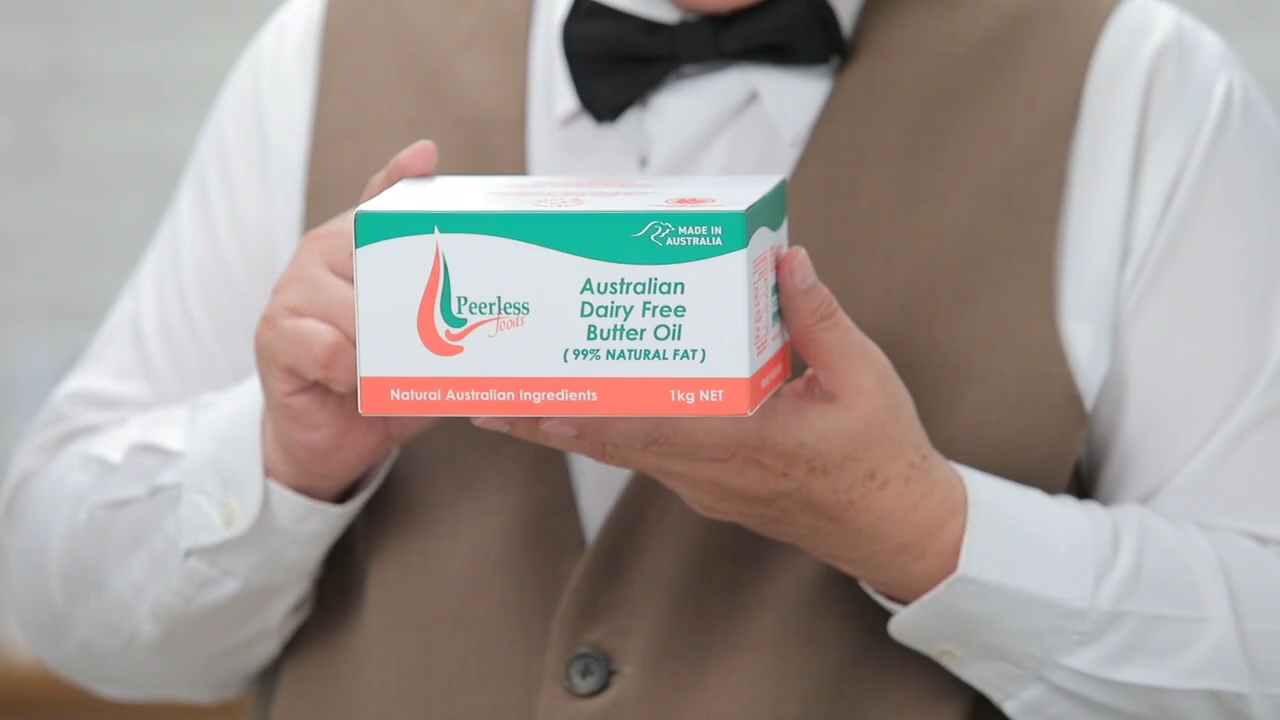 MADE IN
AUSTRALIA
Peerless
foods
Australian
Dairy Free
Butter Oil
( 99% NATURAL FAT )
Natural Australian Ingredients
1kg NET